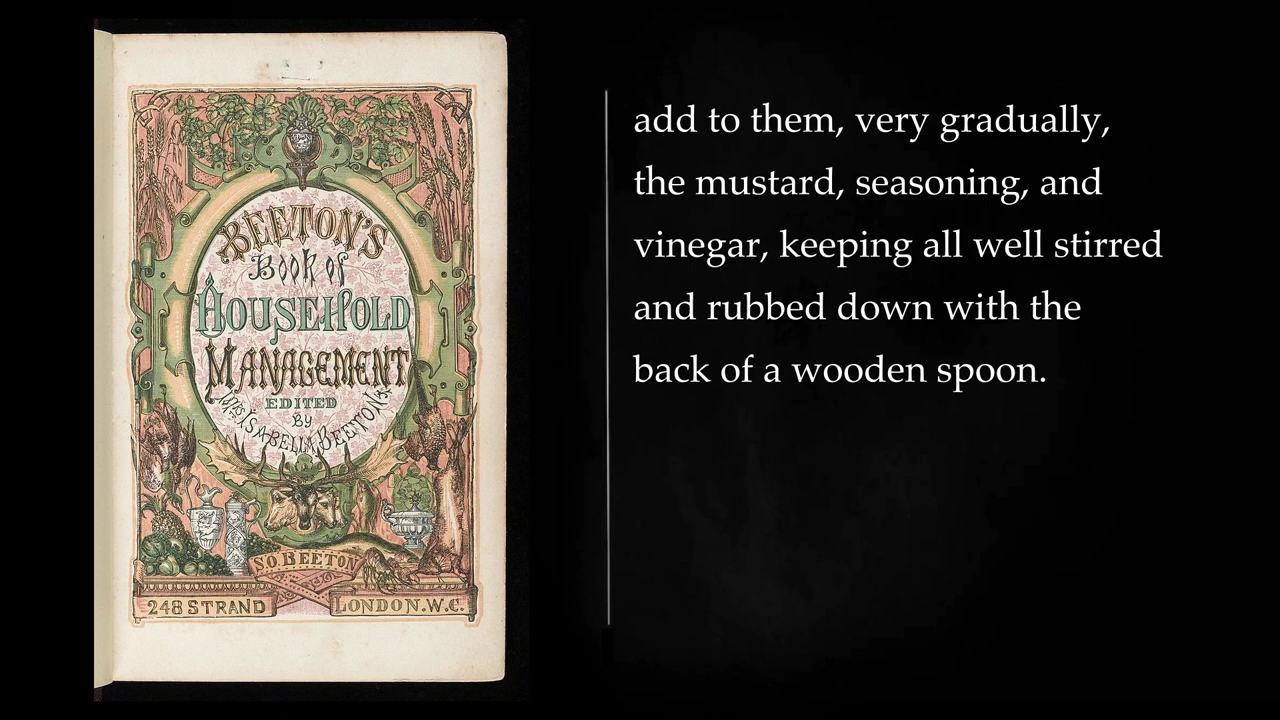 BEETON'S
Book of
HOUSEHOLD
MANAGEMENT
EDITED
BY
MRS ISABELLA BEETON.
S.O. BEETON
248 STRAND
LONDON. W.C.
add to them, very gradually,
the mustard, seasoning, and
vinegar, keeping all well stirred
and rubbed down with the
back of a wooden spoon.